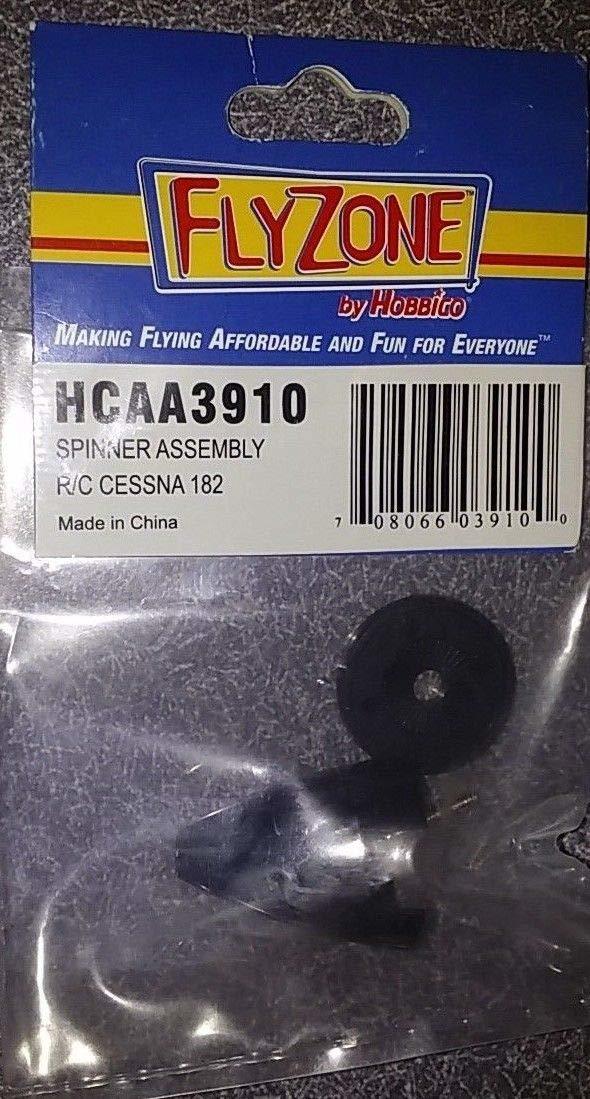 FLYZONE™
by HOBBICO
MAKING FLYING AFFORDABLE AND FUN FOR EVERYONE™
HCAA3910
SPINNER ASSEMBLY
R/C CESSNA 182
Made in China
7 08066 03910 0